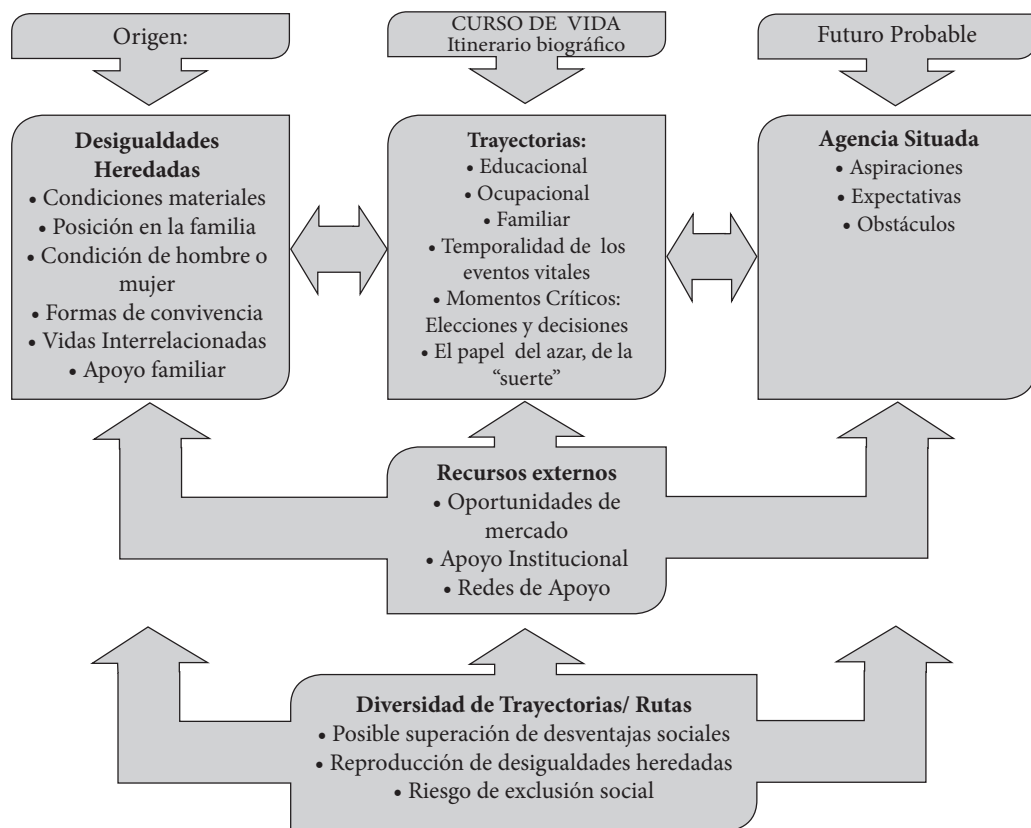 Origen:
CURSO DE VIDA
Itinerario biográfico
Futuro Probable
Desigualdades
Heredadas
• Condiciones materiales
• Posición en la familia
• Condición de hombre o
mujer
• Formas de convivencia
• Vidas Interrelacionadas
• Apoyo familiar
Trayectorias:
• Educacional
• Ocupacional
• Familiar
• Temporalidad de los
eventos vitales
• Momentos Críticos:
Elecciones y decisiones
• El papel del azar, de la
“suerte”
Agencia Situada
• Aspiraciones
• Expectativas
• Obstáculos
Recursos externos
• Oportunidades de
mercado
• Apoyo Institucional
• Redes de Apoyo
Diversidad de Trayectorias/ Rutas
• Posible superación de desventajas sociales
• Reproducción de desigualdades heredadas
• Riesgo de exclusión social